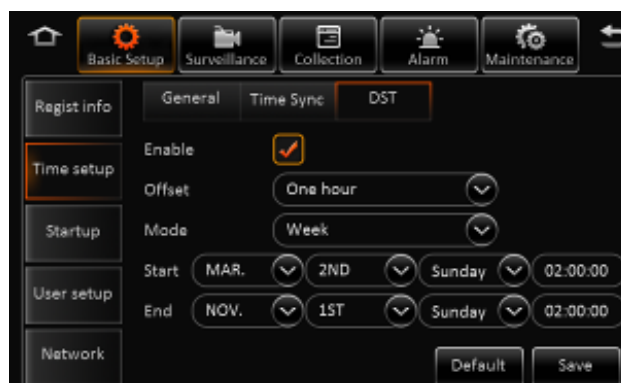 Basic Setup Surveillance Collection Alarm Maintenance
Regist info
Time setup
Startup
User setup
Network
General Time Sync DST
Enable
Offset One hour
Mode Week
Start MAR. 2ND Sunday 02:00:00
End NOV. 1ST Sunday 02:00:00
Default Save